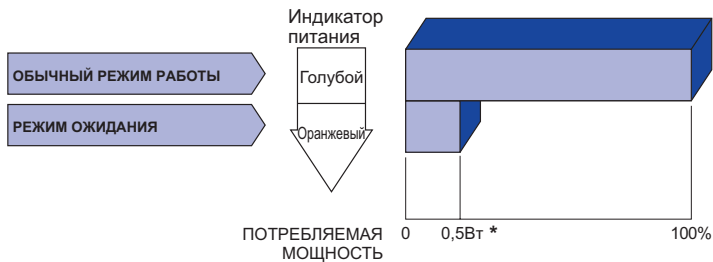 Индикатор
питания
ОБЫЧНЫЙ РЕЖИМ РАБОТЫ
Голубой
РЕЖИМ ОЖИДАНИЯ
Оранжевый
ПОТРЕБЛЯЕМАЯ
МОЩНОСТЬ
0 0,5Вт * 100%